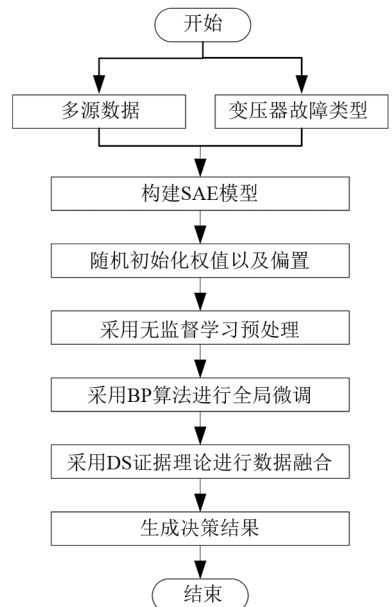 开始
多源数据
变压器故障类型
构建SAE模型
随机初始化权值以及偏置
采用无监督学习预处理
采用BP算法进行全局微调
采用DS证据理论进行数据融合
生成决策结果
结束